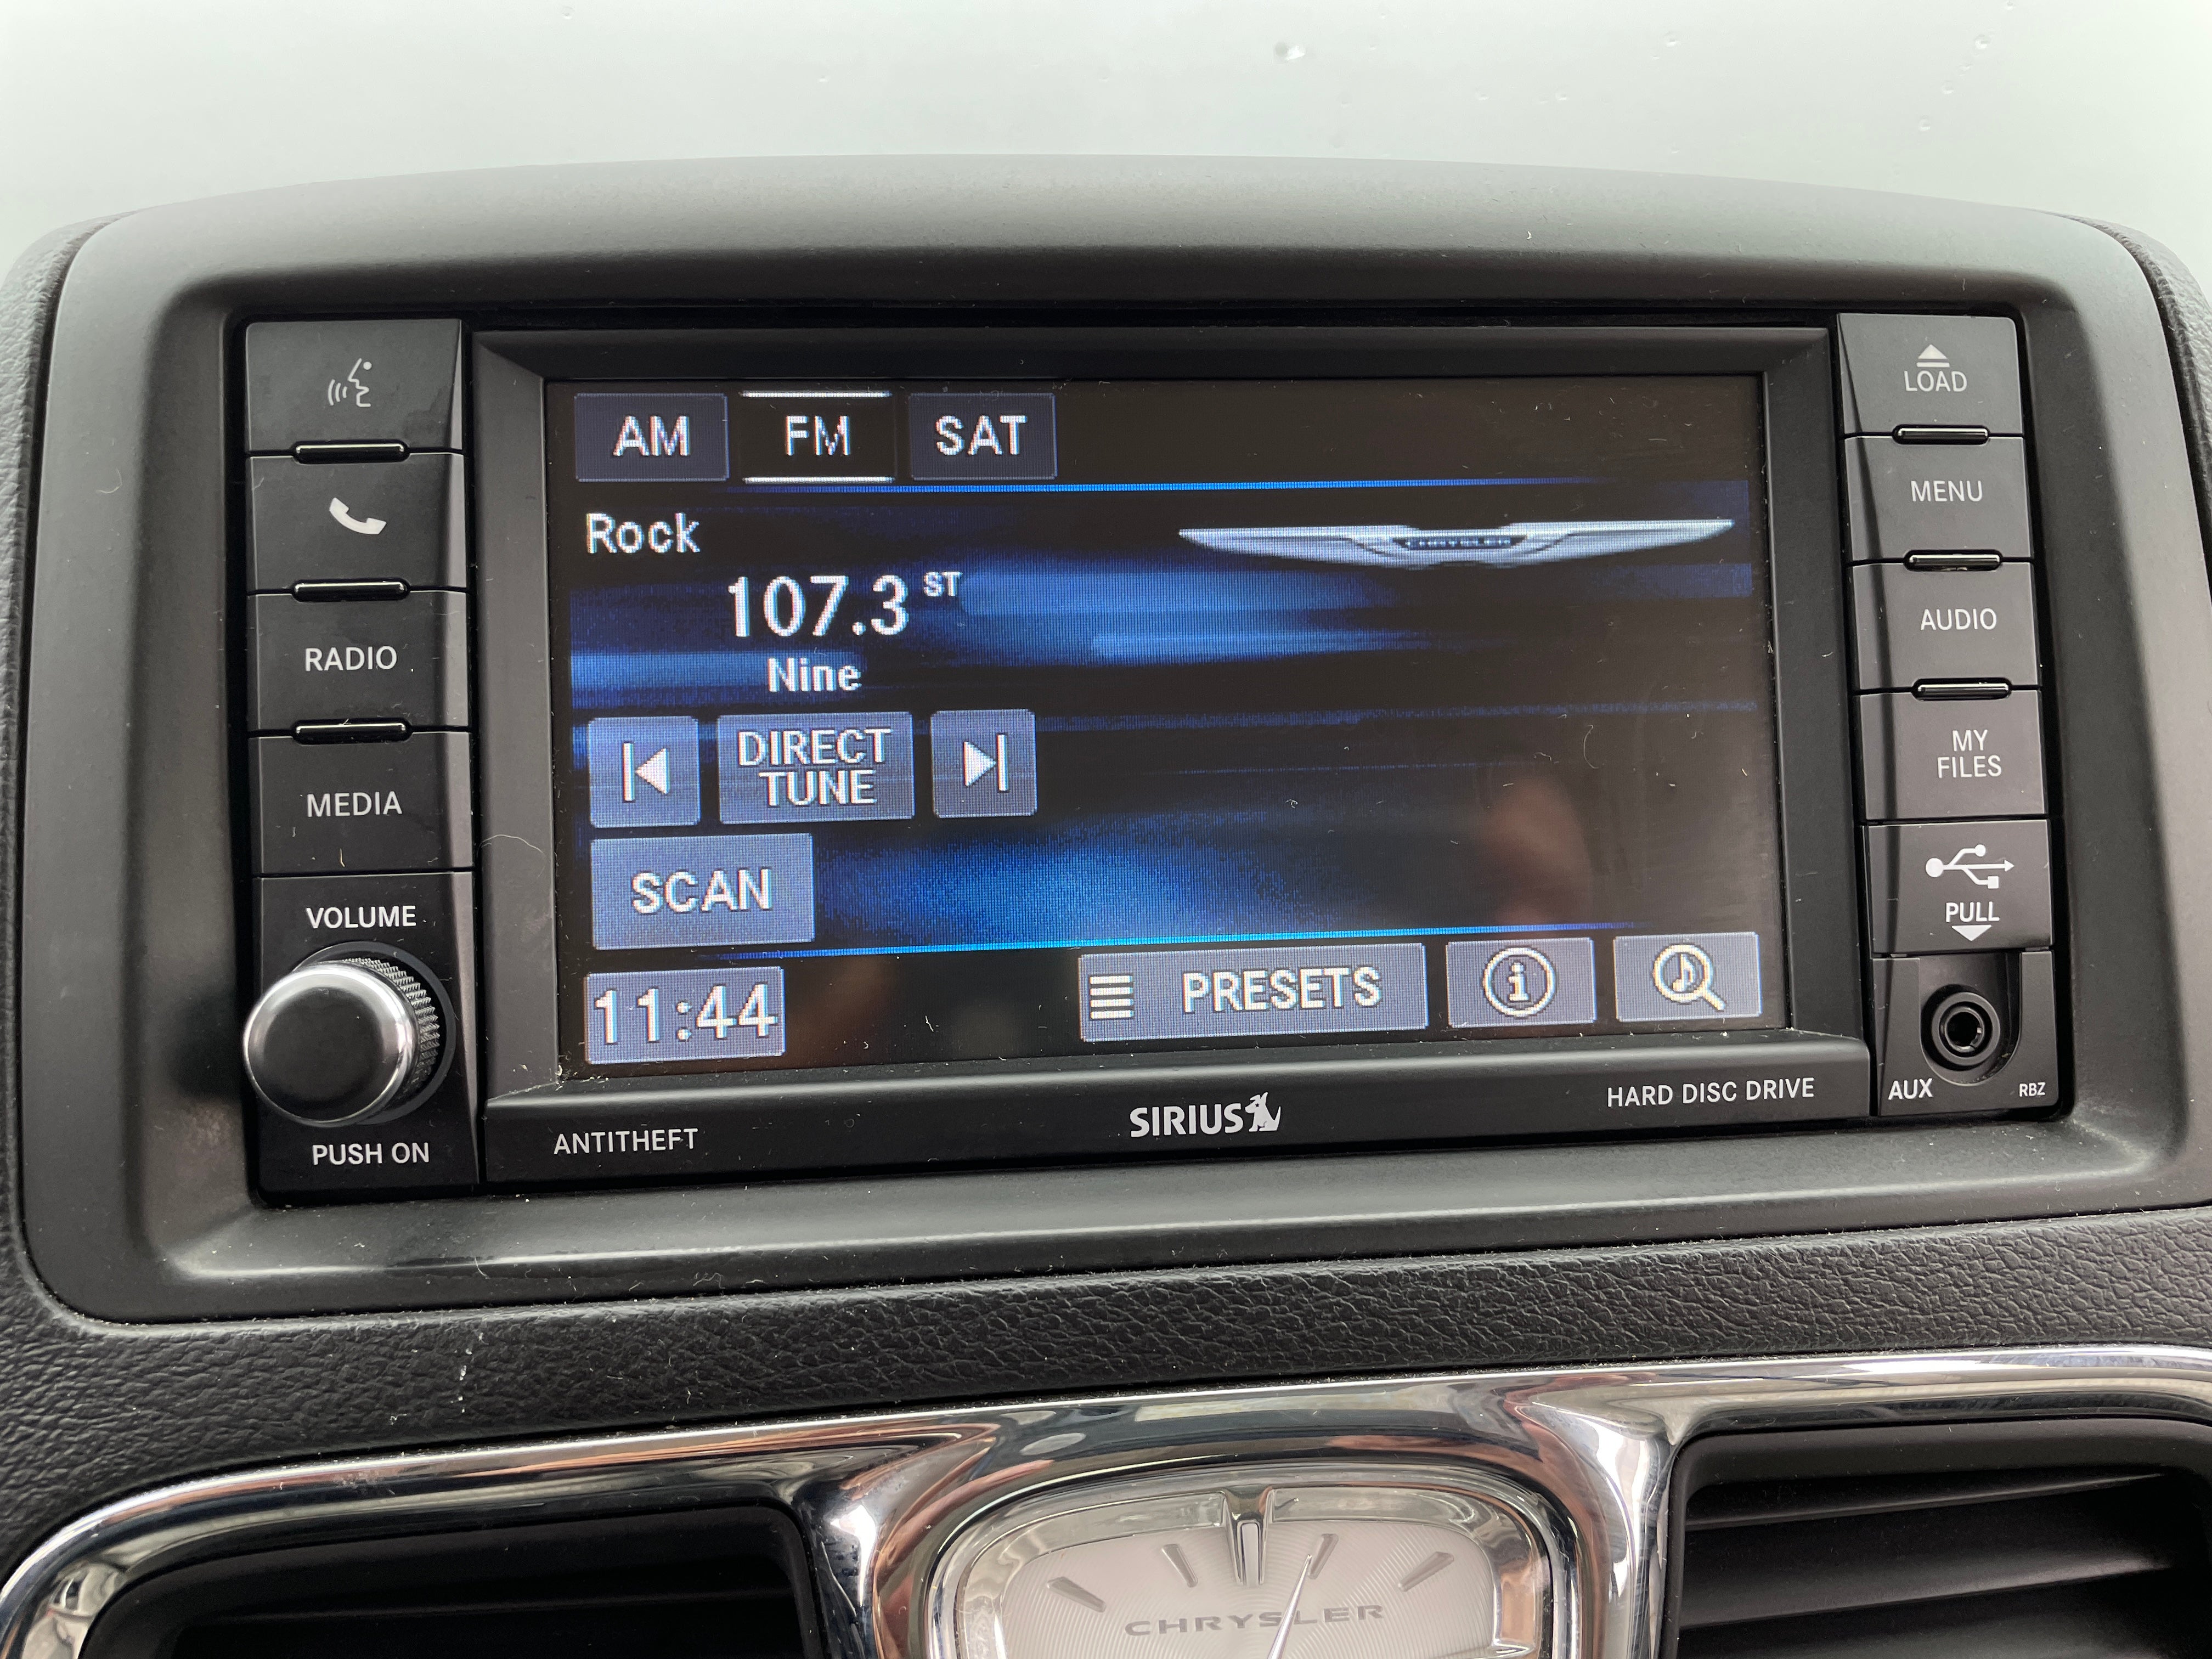 AM FM SAT
Rock
CHRYSLER
107.3 ST
Nine
DIRECT
TUNE
SCAN
11:44
PRESETS
i
RADIO
MEDIA
VOLUME
PUSH ON
LOAD
MENU
AUDIO
MY
FILES
PULL
AUX
RBZ
ANTITHEFT
SIRIUS
HARD DISC DRIVE
CHRYSLER